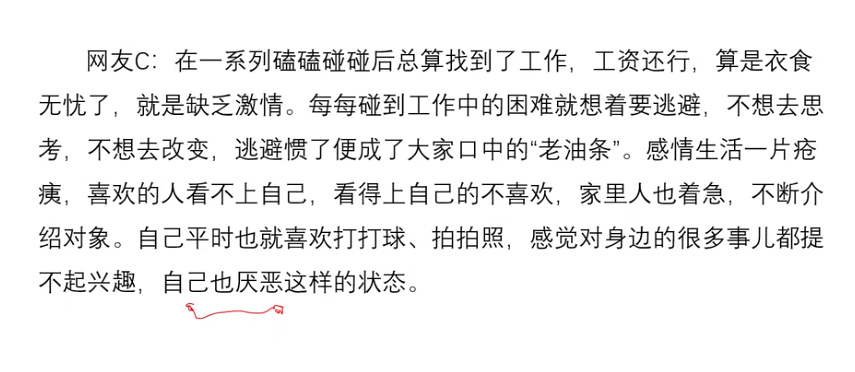 网友C：在一系列磕磕碰碰后总算找到了工作，工资还行，算是衣食
无忧了，就是缺乏激情。每每碰到工作中的困难就想着要逃避，不想去思
考，不想去改变，逃避惯了便成了大家口中的“老油条”。感情生活一片疮
痍，喜欢的人看不上自己，看得上自己的不喜欢，家里人也着急，不断介
绍对象。自己平时也就喜欢打打球、拍拍照，感觉对身边的很多事儿都提
不起兴趣，自己也厌恶这样的状态。